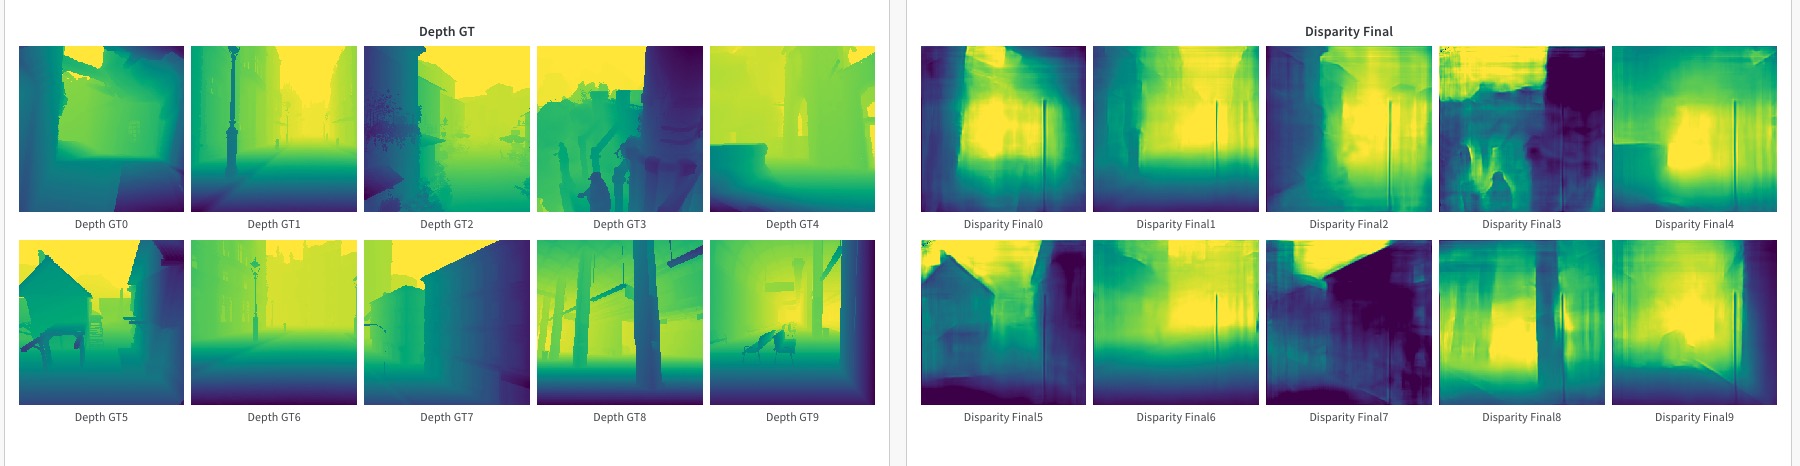 Depth GT
Depth GT0
Depth GT1
Depth GT2
Depth GT3
Depth GT4
Depth GT5
Depth GT6
Depth GT7
Depth GT8
Depth GT9
Disparity Final
Disparity Final0
Disparity Final1
Disparity Final2
Disparity Final3
Disparity Final4
Disparity Final5
Disparity Final6
Disparity Final7
Disparity Final8
Disparity Final9